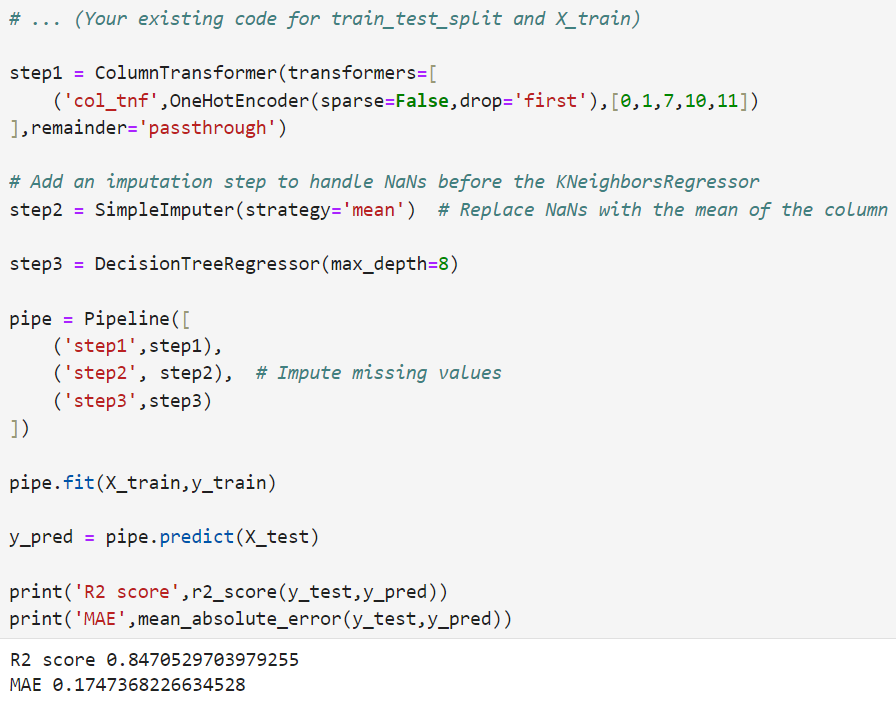 # ... (Your existing code for train_test_split and X_train)
step1 = ColumnTransformer(transformers=[
    ('col_tnf',OneHotEncoder(sparse=False,drop='first'),[0,1,7,10,11])
],remainder='passthrough')
# Add an imputation step to handle NaNs before the KNeighborsRegressor
step2 = SimpleImputer(strategy='mean')  # Replace NaNs with the mean of the column
step3 = DecisionTreeRegressor(max_depth=8)
pipe = Pipeline([
    ('step1',step1),
    ('step2', step2),  # Impute missing values
    ('step3',step3)
])
pipe.fit(X_train,y_train)
y_pred = pipe.predict(X_test)
print('R2 score',r2_score(y_test,y_pred))
print('MAE',mean_absolute_error(y_test,y_pred))
R2 score 0.8470529703979255
MAE 0.1747368226634528